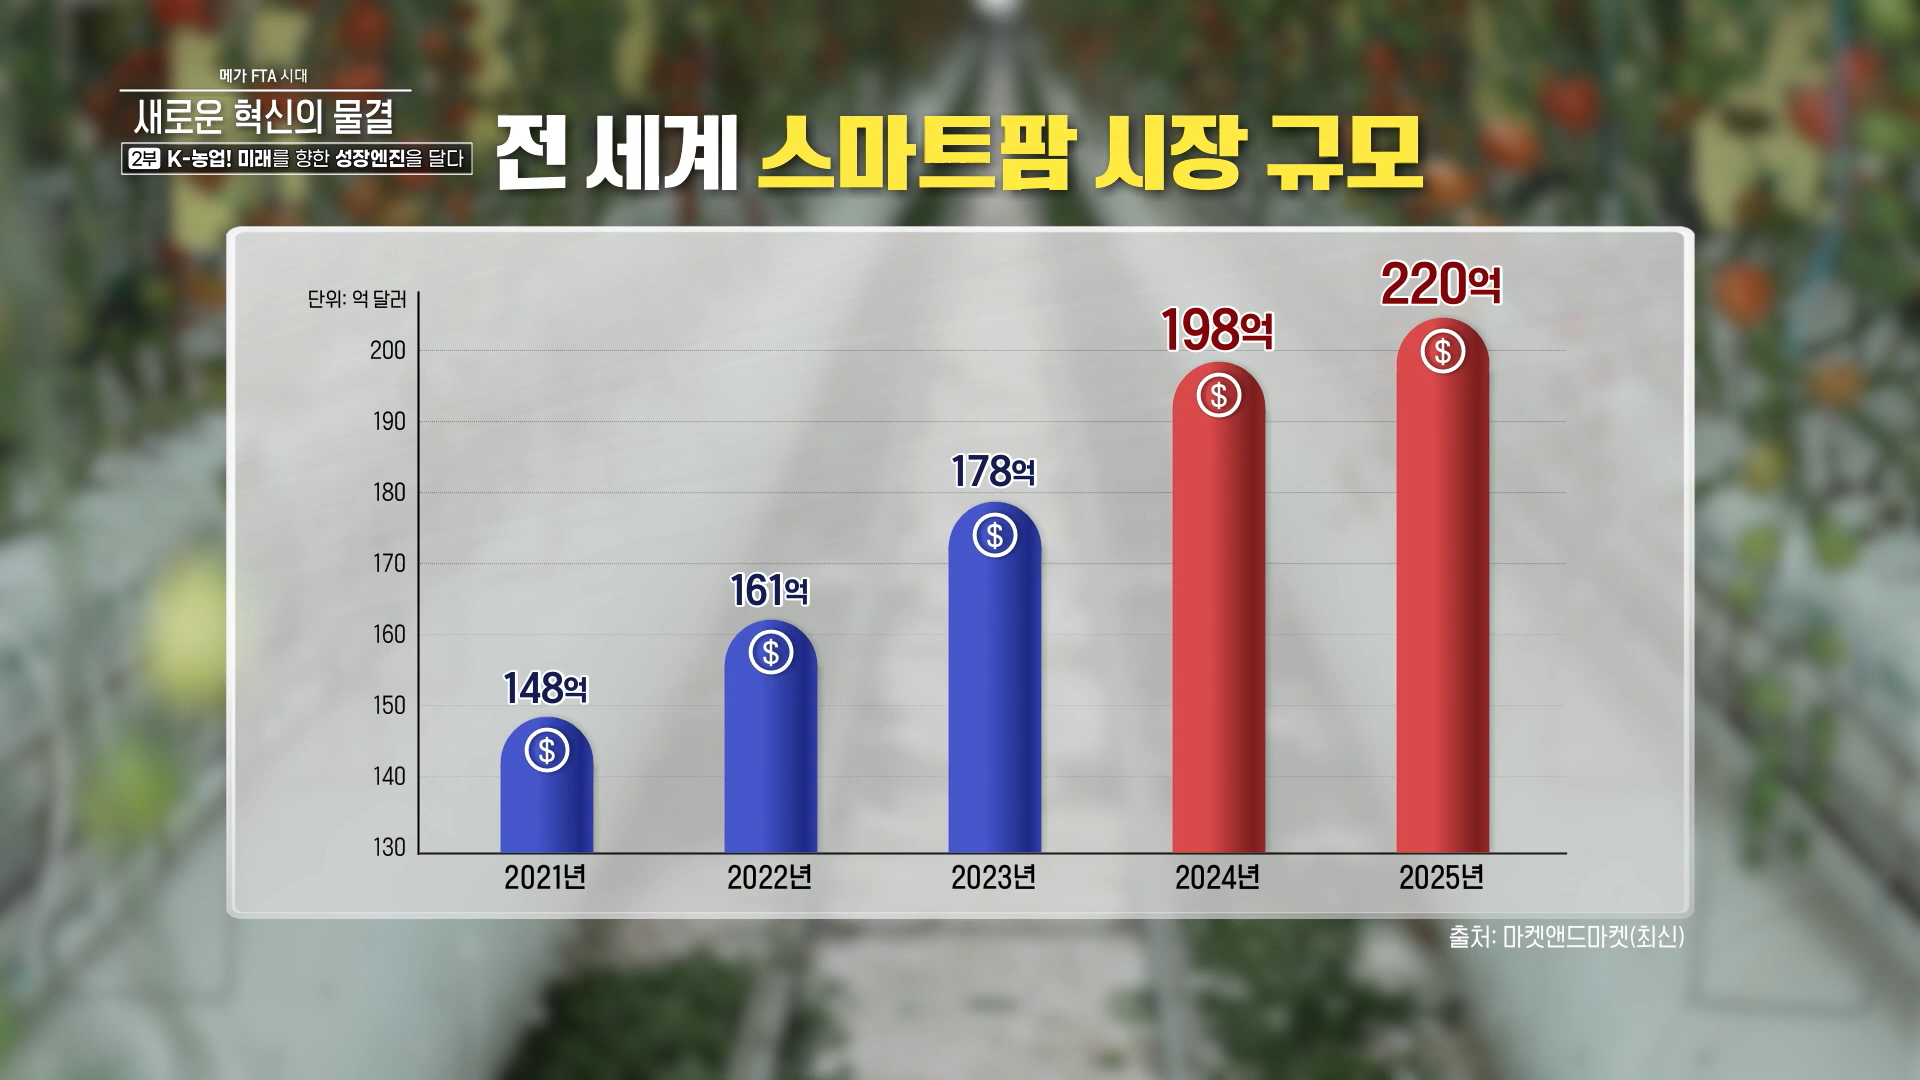 메가 FTA 시대
새로운 혁신의 물결
2부 K-농업! 미래를 향한 성장엔진을 달다
전 세계 스마트팜 시장 규모
단위: 억 달러
200
190
180
170
160
150
140
130
148억
161억
178억
198억
220억
$
$
$
$
$
2021년
2022년
2023년
2024년
2025년
출처: 마켓앤드마켓(최신)